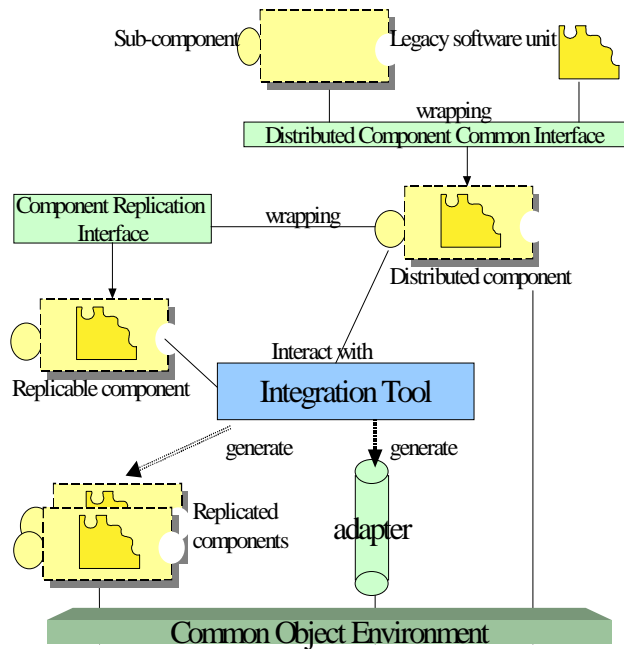 Sub-component
Legacy software unit
wrapping
Distributed Component Common Interface
Component Replication
Interface
wrapping
Distributed component
Interact with
Replicable component
Integration Tool
generate
generate
Replicated
components
adapter
Common Object Environment